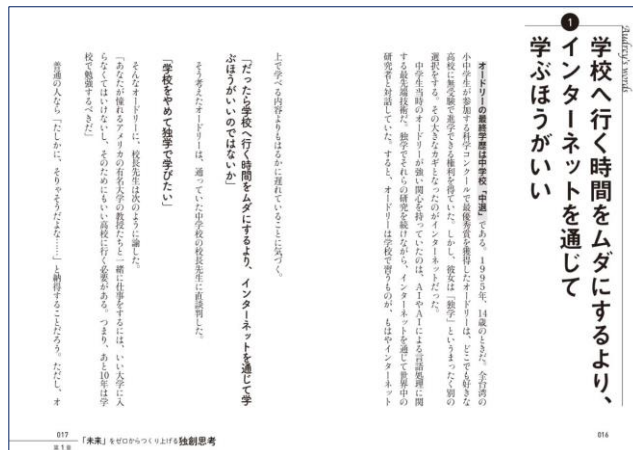 Audrey's words
1
学校へ行く時間をムダにするより、
インターネットを通じて
学ぶほうがいい
オードリーの最終学歴は中学校「中退」である。1995年、14歳のときだ。全台湾の
小中学生が参加する科学コンクールで最優秀賞を獲得したオードリーは、どこでも好きな
高校に無受験で進学できる権利を得ていた。しかし、彼女は「独学」というまったく別の
選択をする。その大きなカギとなったのがインターネットだった。
中学生当時のオードリーが強い関心を持っていたのは、AIやAIによる言語処理に関
する最先端技術だ。独学でそれらの研究を続けながら、インターネットを通じて世界中の
研究者と対話していた。すると、オードリーは学校で習うものが、もはやインターネット
016
上で学べる内容よりもはるかに遅れていることに気づく。
「だったら学校へ行く時間をムダにするより、インターネットを通じて学
ぶほうがいいのではないか」
そう考えたオードリーは、通っていた中学校の校長先生に直談判した。
「学校をやめて独学で学びたい」
そんなオードリーに、校長先生は次のように諭した。
「あなたが憧れるアメリカの有名大学の教授たちと一緒に仕事をするには、いい大学に入
らなくてはいけないし、そのためにもいい高校に行く必要がある。つまり、あと10年は学
校で勉強するべきだ」
普通の人なら「たしかに、そりゃそうだよな……」と納得することだろう。ただし、オ
017
第1章
「未来」をゼロからつくり上げる独創思考